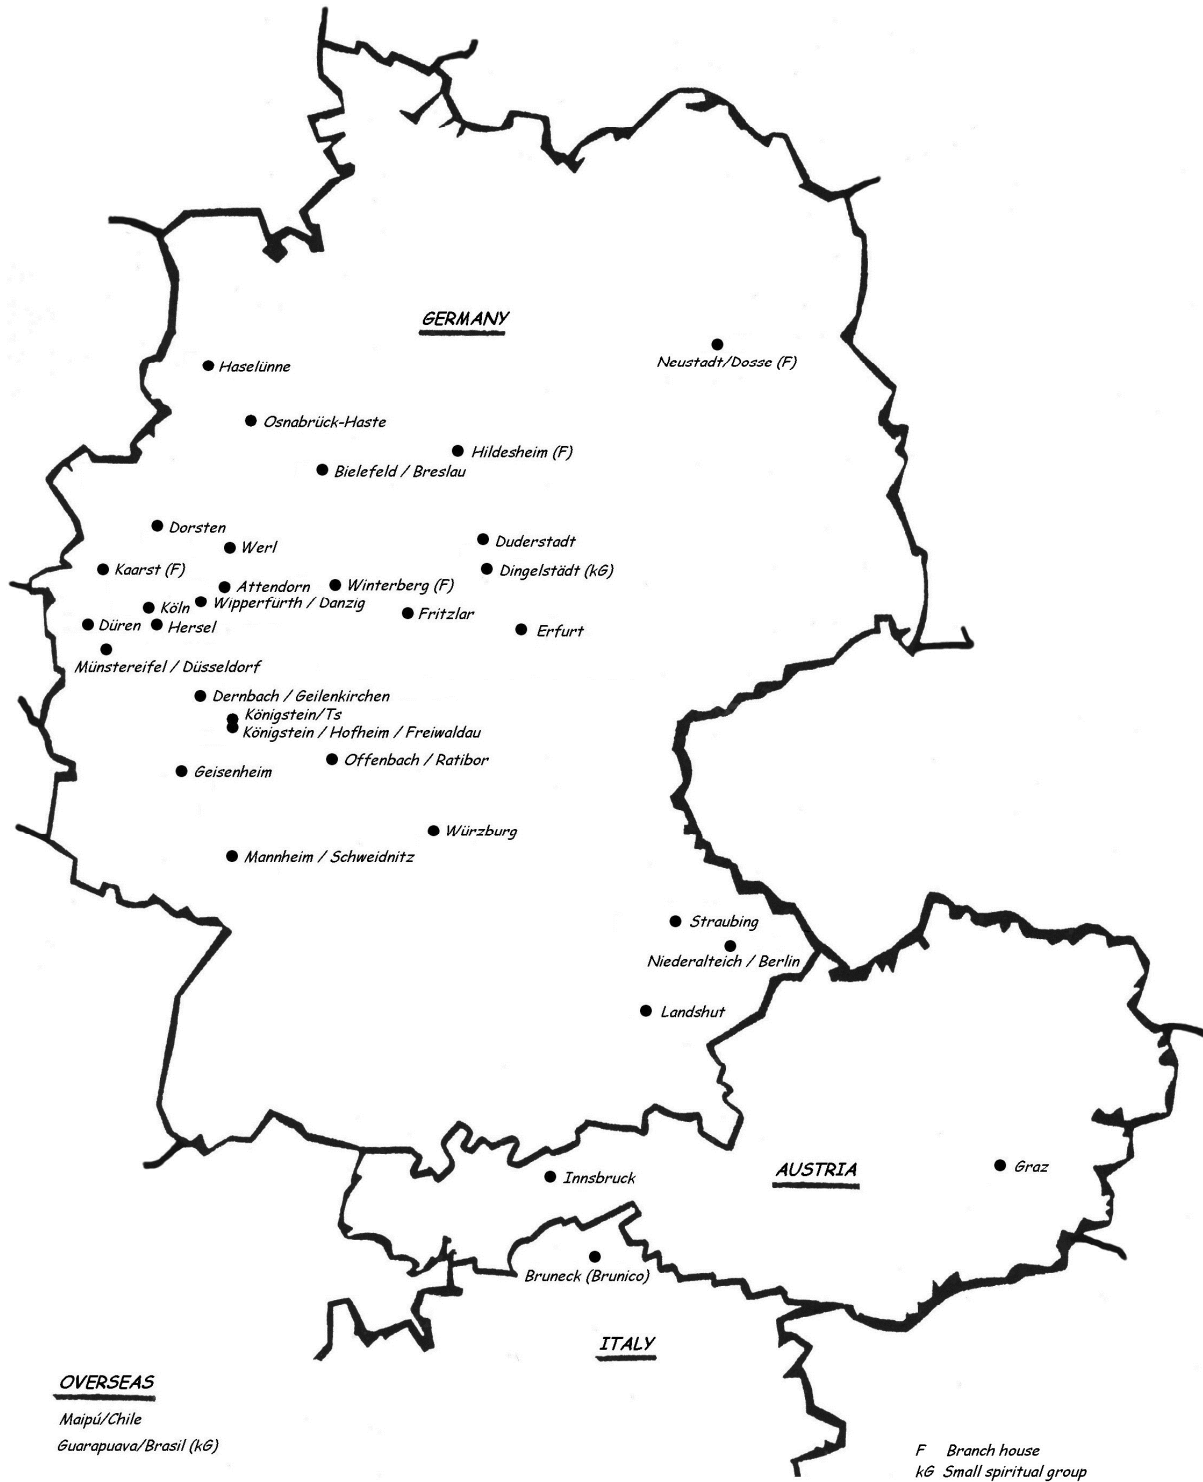 GERMANY
Neustadt/Dosse (F)
Haselünne
Osnabrück-Haste
Hildesheim (F)
Bielefeld / Breslau
Dorsten
Duderstadt
Werl
Kaarst (F)
Dingelstädt (kG)
Attendorn
Winterberg (F)
Wipperfürth / Danzig
Köln
Fritzlar
Düren
Hersel
Erfurt
Münstereifel / Düsseldorf
Dernbach / Geilenkirchen
Königstein/Ts
Königstein / Hofheim / Freiwaldau
Offenbach / Ratibor
Geisenheim
Würzburg
Mannheim / Schweidnitz
Straubing
Niederalteich / Berlin
Landshut
Innsbruck
AUSTRIA
Graz
Bruneck (Brunico)
ITALY
OVERSEAS
Maipú/Chile
Guarapuava/Brasil (kG)
F Branch house
kG Small spiritual group